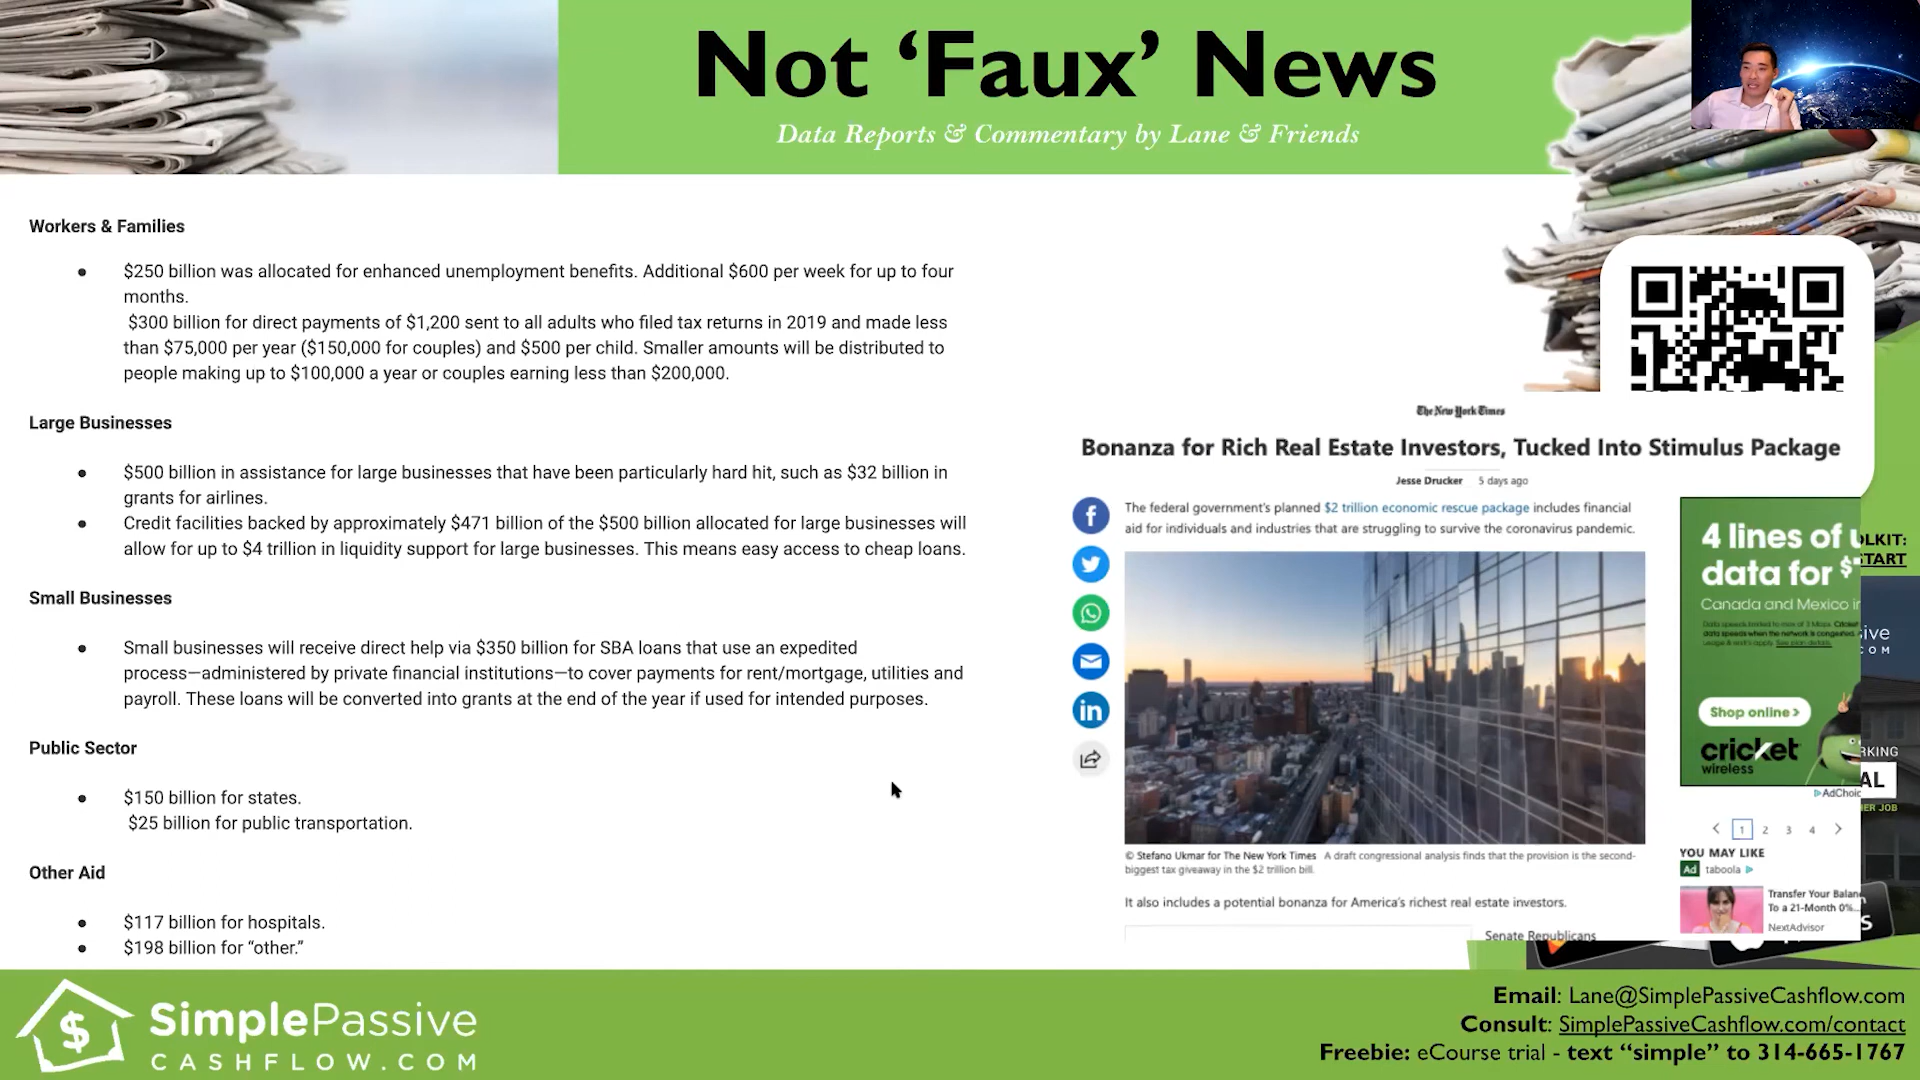 Not ‘Faux’ News
Data Reports & Commentary by Lane & Friends
Workers & Families
● $250 billion was allocated for enhanced unemployment benefits. Additional $600 per week for up to four
months.
$300 billion for direct payments of $1,200 sent to all adults who filed tax returns in 2019 and made less
than $75,000 per year ($150,000 for couples) and $500 per child. Smaller amounts will be distributed to
people making up to $100,000 a year or couples earning less than $200,000.
Large Businesses
● $500 billion in assistance for large businesses that have been particularly hard hit, such as $32 billion in
grants for airlines.
● Credit facilities backed by approximately $471 billion of the $500 billion allocated for large businesses will
allow for up to $4 trillion in liquidity support for large businesses. This means easy access to cheap loans.
Small Businesses
● Small businesses will receive direct help via $350 billion for SBA loans that use an expedited
process—administered by private financial institutions—to cover payments for rent/mortgage, utilities and
payroll. These loans will be converted into grants at the end of the year if used for intended purposes.
Public Sector
● $150 billion for states.
$25 billion for public transportation.
Other Aid
● $117 billion for hospitals.
● $198 billion for “other.”
The New York Times
Bonanza for Rich Real Estate Investors, Tucked Into Stimulus Package
Jesse Drucker 5 days ago
The federal government's planned $2 trillion economic rescue package includes financial
aid for individuals and industries that are struggling to survive the coronavirus pandemic.
© Stefano Ukmar for The New York Times A draft congressional analysis finds that the provision is the second-
biggest tax giveaway in the $2 trillion bill.
It also includes a potential bonanza for America's richest real estate investors.
Senate Republicans
4 lines of
data for $
Canada and Mexico
Shop online >
cricket
wireless
AdChoic
< 1 2 3 4 >
YOU MAY LIKE
Ad taboola
Transfer Your Balan
To a 21-Month 0%...
NextAdvisor
OLKIT:
START
ive
COM
RKING
AL
HER JOB
SimplePassive
CASHFLOW.COM
Email: Lane@SimplePassiveCashflow.com
Consult: SimplePassiveCashflow.com/contact
Freebie: eCourse trial - text “simple” to 314-665-1767